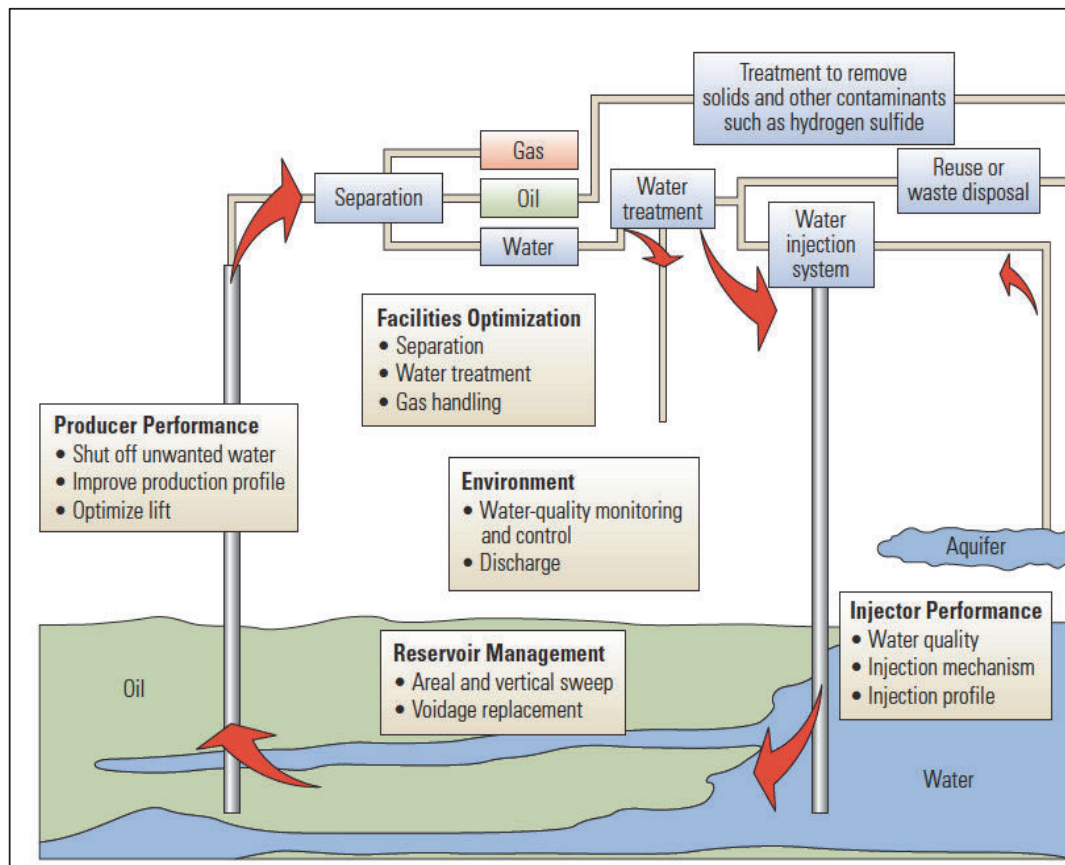 Treatment to remove
solids and other contaminants
such as hydrogen sulfide
Gas
Separation
Oil
Water
Water
treatment
Reuse or
waste disposal
Water
injection
system
Facilities Optimization
• Separation
• Water treatment
• Gas handling
Producer Performance
• Shut off unwanted water
• Improve production profile
• Optimize lift
Environment
• Water-quality monitoring
and control
• Discharge
Aquifer
Injector Performance
• Water quality
• Injection mechanism
• Injection profile
Reservoir Management
• Areal and vertical sweep
• Voidage replacement
Oil
Water